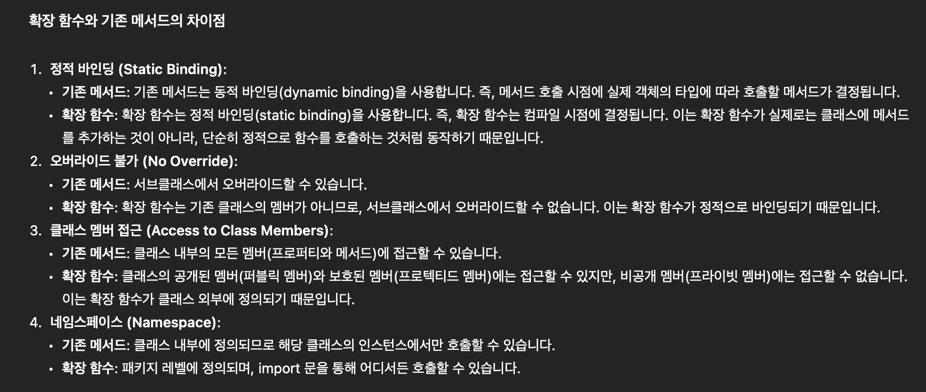 확장 함수와 기존 메서드의 차이점
1. 정적 바인딩 (Static Binding):
• 기존 메서드: 기존 메서드는 동적 바인딩(dynamic binding)을 사용합니다. 즉, 메서드 호출 시점에 실제 객체의 타입에 따라 호출할 메서드가 결정됩니다.
• 확장 함수: 확장 함수는 정적 바인딩(static binding)을 사용합니다. 즉, 확장 함수는 컴파일 시점에 결정됩니다. 이는 확장 함수가 실제로는 클래스에 메서드
를 추가하는 것이 아니라, 단순히 정적으로 함수를 호출하는 것처럼 동작하기 때문입니다.
2. 오버라이드 불가 (No Override):
• 기존 메서드: 서브클래스에서 오버라이드할 수 있습니다.
• 확장 함수: 확장 함수는 기존 클래스의 멤버가 아니므로, 서브클래스에서 오버라이드할 수 없습니다. 이는 확장 함수가 정적으로 바인딩되기 때문입니다.
3. 클래스 멤버 접근 (Access to Class Members):
• 기존 메서드: 클래스 내부의 모든 멤버(프로퍼티와 메서드)에 접근할 수 있습니다.
• 확장 함수: 클래스의 공개된 멤버(퍼블릭 멤버)와 보호된 멤버(프로텍티드 멤버)에는 접근할 수 있지만, 비공개 멤버(프라이빗 멤버)에는 접근할 수 없습니다.
이는 확장 함수가 클래스 외부에 정의되기 때문입니다.
4. 네임스페이스 (Namespace):
• 기존 메서드: 클래스 내부에 정의되므로 해당 클래스의 인스턴스에서만 호출할 수 있습니다.
• 확장 함수: 패키지 레벨에 정의되며, import 문을 통해 어디서든 호출할 수 있습니다.